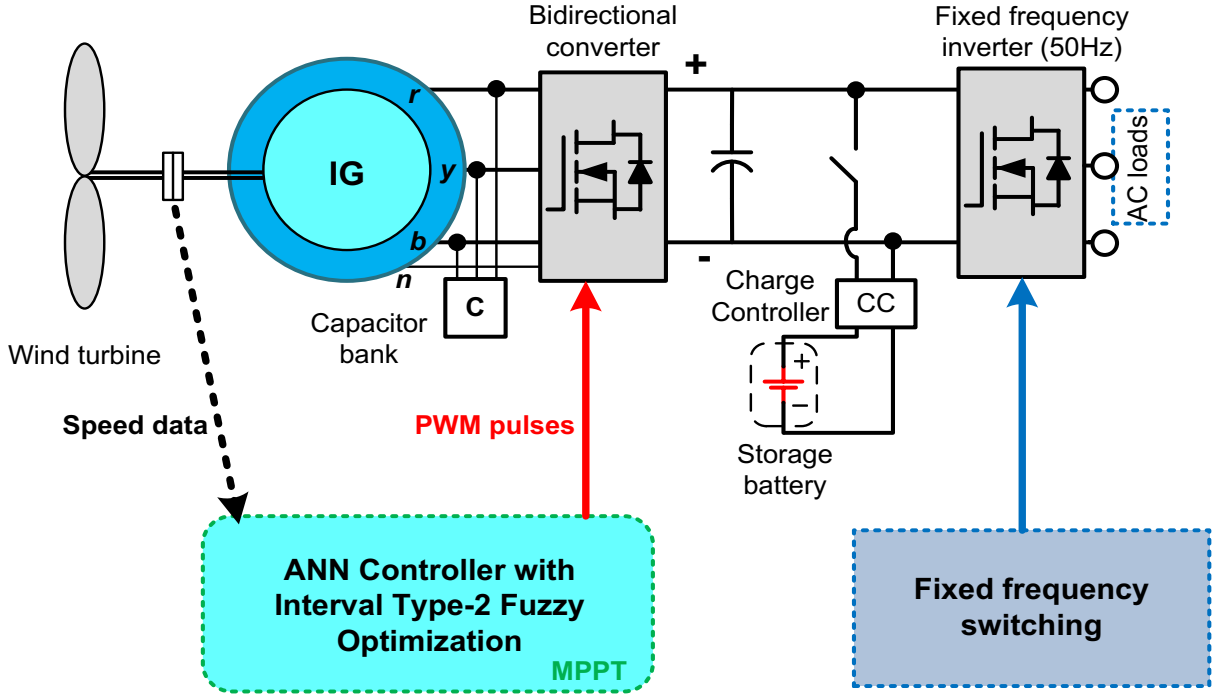 Bidirectional
converter
Fixed frequency
inverter (50Hz)
+
r
IG
y
b
n
-
AC loads
C
Capacitor
bank
Charge
Controller
CC
Wind turbine
+
−
Speed data
PWM pulses
Storage
battery
ANN Controller with
Interval Type-2 Fuzzy
Optimization
MPPT
Fixed frequency
switching